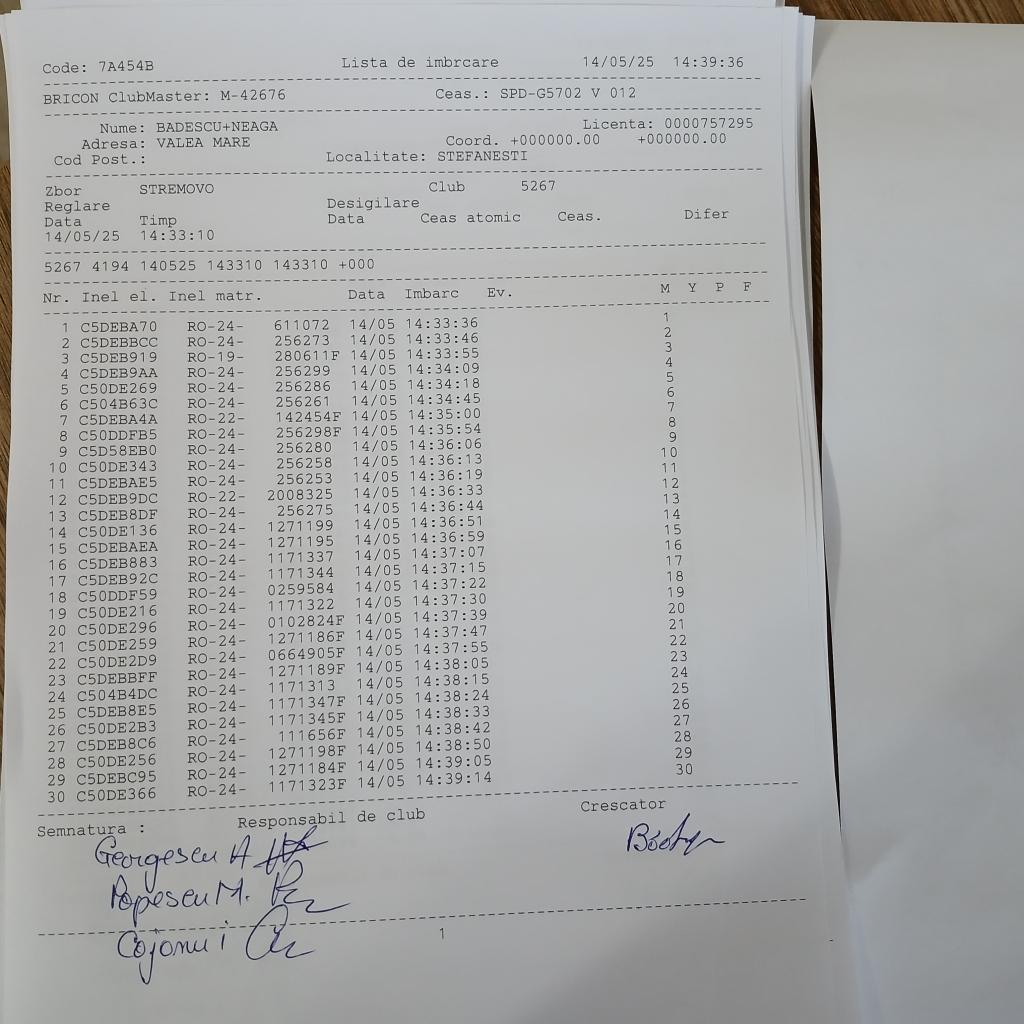 Code: 7A454B Lista de imbrcare 14/05/25 14:39:36
BRICON ClubMaster: M-42676 Ceas.: SPD-G5702 V 012
Nume: BADESCU+NEAGA Licenta: 0000757295
Adresa: VALEA MARE Coord. +000000.00 +000000.00
Cod Post.: Localitate: STEFANESTI
Zbor STREMOVO Club 5267
Reglare Desigilare
Data Timp Data Ceas atomic Ceas. Difer
14/05/25 14:33:10
5267 4194 140525 143310 143310 +000
Nr. Inel el. Inel matr. Data Imbarc Ev. M Y P F
1 C5DEBA70 RO-24- 611072 14/05 14:33:36 1
2 C5DEBBCC RO-24- 256273 14/05 14:33:46 2
3 C5DEB919 RO-19- 280611F 14/05 14:33:55 3
4 C5DEB9AA RO-24- 256299 14/05 14:34:09 4
5 C50DE269 RO-24- 256286 14/05 14:34:18 5
6 C504B63C RO-24- 256261 14/05 14:34:45 6
7 C5DEBA4A RO-22- 142454F 14/05 14:35:00 7
8 C50DDFB5 RO-24- 256298F 14/05 14:35:54 8
9 C5D58EB0 RO-24- 256280 14/05 14:36:06 9
10 C50DE343 RO-24- 256258 14/05 14:36:13 10
11 C5DEBAE5 RO-24- 256253 14/05 14:36:19 11
12 C5DEB9DC RO-22- 2008325 14/05 14:36:33 12
13 C5DEB8DF RO-24- 256275 14/05 14:36:44 13
14 C50DE136 RO-24- 1271199 14/05 14:36:51 14
15 C5DEBAEA RO-24- 1271195 14/05 14:36:59 15
16 C5DEB883 RO-24- 1171337 14/05 14:37:07 16
17 C5DEB92C RO-24- 1171344 14/05 14:37:15 17
18 C50DDF59 RO-24- 0259584 14/05 14:37:22 18
19 C50DE216 RO-24- 1171322 14/05 14:37:30 19
20 C50DE296 RO-24- 0102824F 14/05 14:37:39 20
21 C50DE259 RO-24- 1271186F 14/05 14:37:47 21
22 C50DE2D9 RO-24- 0664905F 14/05 14:37:55 22
23 C5DEBBFF RO-24- 1271189F 14/05 14:38:05 23
24 C504B4DC RO-24- 1171313 14/05 14:38:15 24
25 C5DEB8E5 RO-24- 1171347F 14/05 14:38:24 25
26 C50DE2B3 RO-24- 1171345F 14/05 14:38:33 26
27 C5DEB8C6 RO-24- 111656F 14/05 14:38:42 27
28 C50DE256 RO-24- 1271198F 14/05 14:38:50 28
29 C5DEBC95 RO-24- 1271184F 14/05 14:39:05 29
30 C50DE366 RO-24- 1171323F 14/05 14:39:14 30
Semnatura : Responsabil de club Crescator
Georgescu A
Popescu M.
1